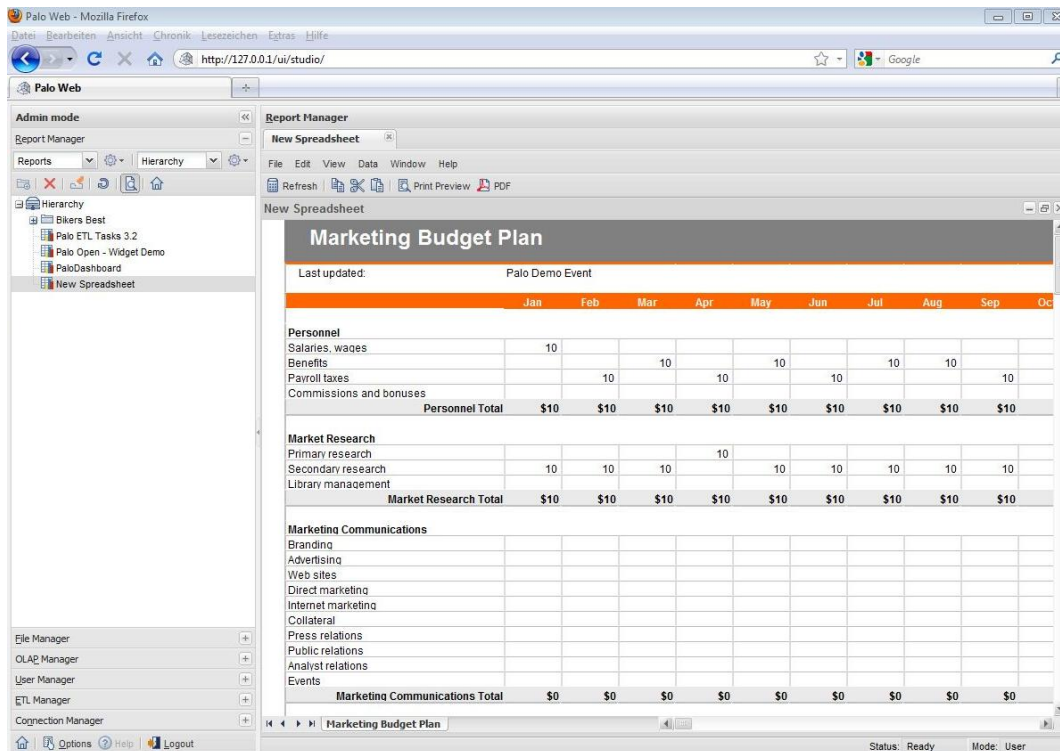 Palo Web - Mozilla Firefox
Datei Bearbeiten Ansicht Chronik Lesezeichen Extras Hilfe
http://127.0.0.1/ui/studio/
Google
Palo Web
Admin mode
Report Manager
Reports Hierarchy
Hierarchy
Bikers Best
Palo ETL Tasks 3.2
Palo Open - Widget Demo
PaloDashboard
New Spreadsheet
File Manager
OLAP Manager
User Manager
ETL Manager
Connection Manager
Options Help Logout
Report Manager
New Spreadsheet
File Edit View Data Window Help
Refresh Print Preview PDF
New Spreadsheet
Marketing Budget Plan
Last updated: Palo Demo Event
Jan Feb Mar Apr May Jun Jul Aug Sep Oc
Personnel
Salaries, wages 10
Benefits 10 10 10 10
Payroll taxes 10 10 10 10
Commissions and bonuses
Personnel Total $10 $10 $10 $10 $10 $10 $10 $10 $10
Market Research
Primary research 10
Secondary research 10 10 10 10 10 10 10 10
Library management
Market Research Total $10 $10 $10 $10 $10 $10 $10 $10 $10
Marketing Communications
Branding
Advertising
Web sites
Direct marketing
Internet marketing
Collateral
Press relations
Public relations
Analyst relations
Events
Marketing Communications Total $0 $0 $0 $0 $0 $0 $0 $0 $0
Marketing Budget Plan
Status: Ready Mode: User